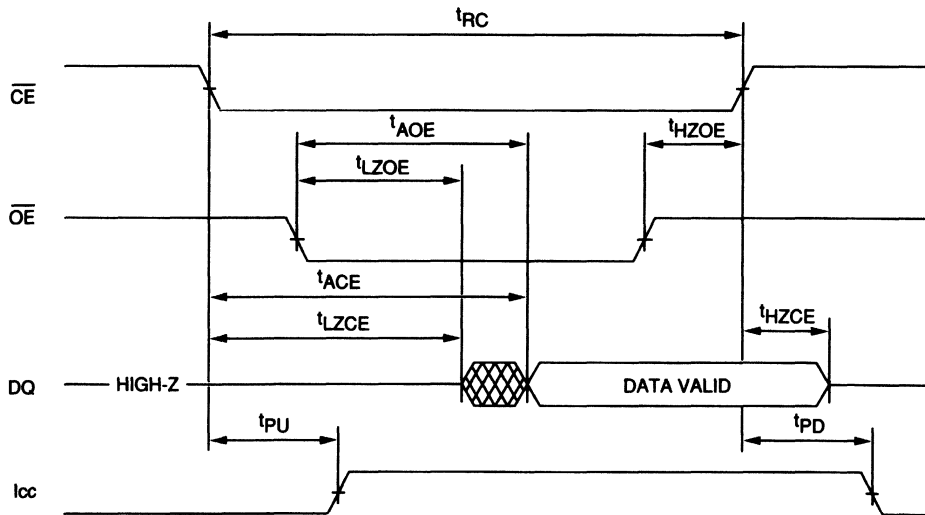 tRC
CE
tAOE
tHZOE
tLZOE
OE
tACE
tLZCE
tHZCE
DQ
HIGH-Z
DATA VALID
tPU
tPD
Icc